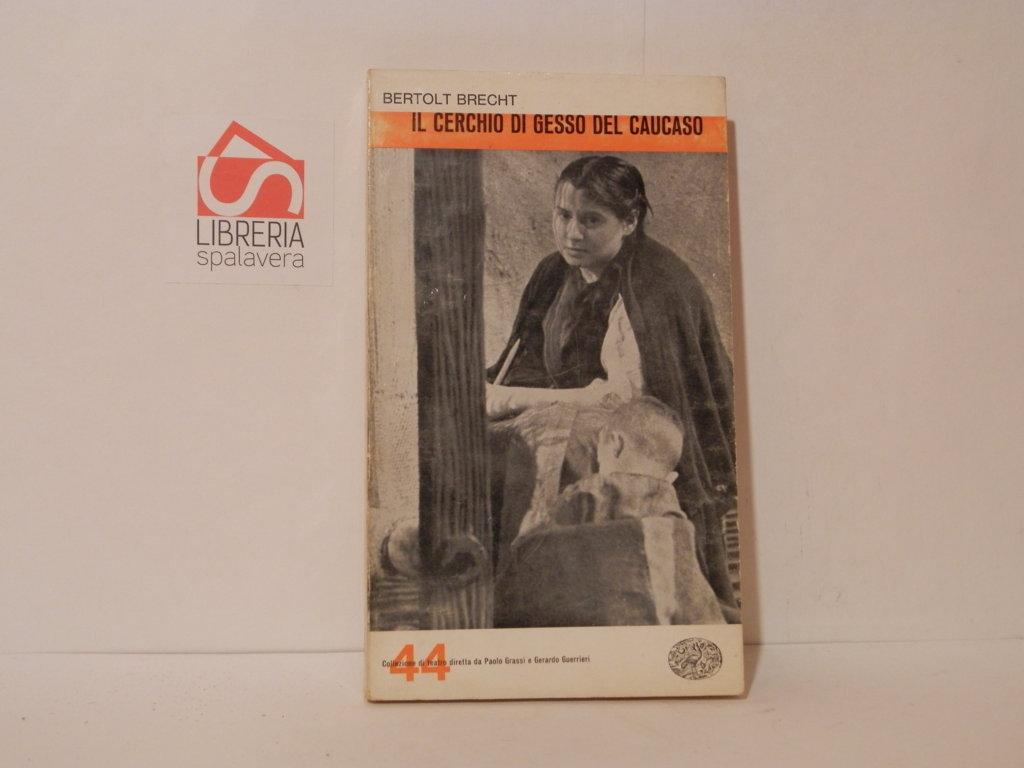 LIBRERIA
spalavera
BERTOLT BRECHT
IL CERCHIO DI GESSO DEL CAUCASO
44
Collezione di teatro diretta da Paolo Grassi e Gerardo Guerrieri